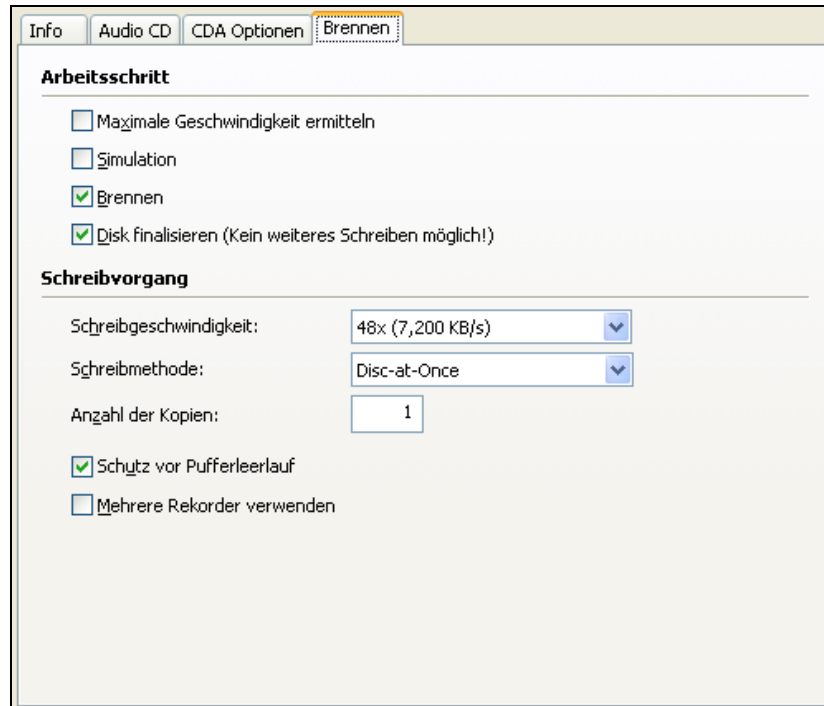 Info Audio CD CDA Optionen Brennen
Arbeitsschritt
Maximale Geschwindigkeit ermitteln
Simulation
Brennen
Disk finalisieren (Kein weiteres Schreiben möglich!)
Schreibvorgang
Schreibgeschwindigkeit: 48x (7,200 KB/s)
Schreibmethode: Disc-at-Once
Anzahl der Kopien: 1
Schutz vor Pufferleerlauf
Mehrere Rekorder verwenden